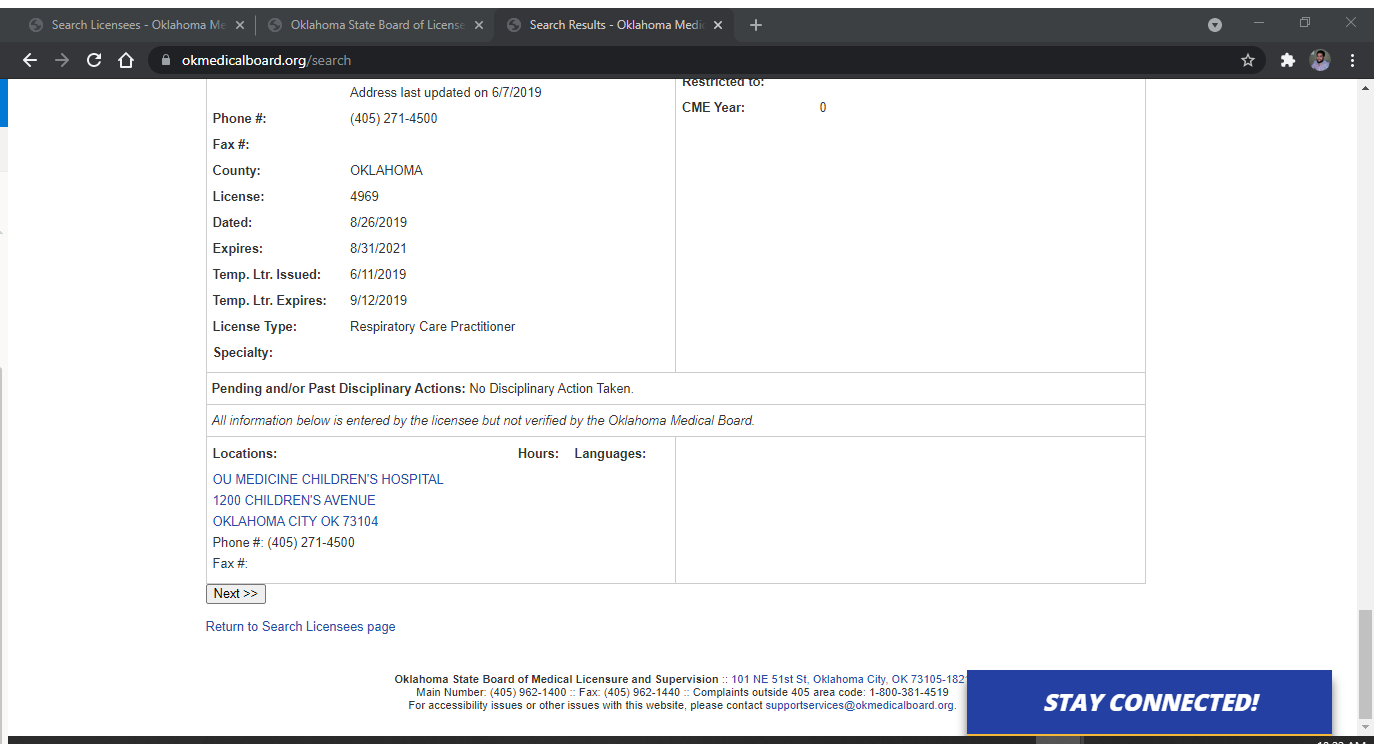 Search Licensees - Oklahoma Me
Oklahoma State Board of License
Search Results - Oklahoma Medic
okmedicalboard.org/search
Address last updated on 6/7/2019
Restricted to:
Phone #: (405) 271-4500
CME Year: 0
Fax #:
County: OKLAHOMA
License: 4969
Dated: 8/26/2019
Expires: 8/31/2021
Temp. Ltr. Issued: 6/11/2019
Temp. Ltr. Expires: 9/12/2019
License Type: Respiratory Care Practitioner
Specialty:
Pending and/or Past Disciplinary Actions: No Disciplinary Action Taken.
All information below is entered by the licensee but not verified by the Oklahoma Medical Board.
Locations: Hours: Languages:
OU MEDICINE CHILDREN'S HOSPITAL
1200 CHILDREN'S AVENUE
OKLAHOMA CITY OK 73104
Phone #: (405) 271-4500
Fax #:
Next >>
Return to Search Licensees page
Oklahoma State Board of Medical Licensure and Supervision :: 101 NE 51st St, Oklahoma City, OK 73105-182
Main Number: (405) 962-1400 :: Fax: (405) 962-1440 :: Complaints outside 405 area code: 1-800-381-4519
For accessibility issues or other issues with this website, please contact supportservices@okmedicalboard.org.
STAY CONNECTED!